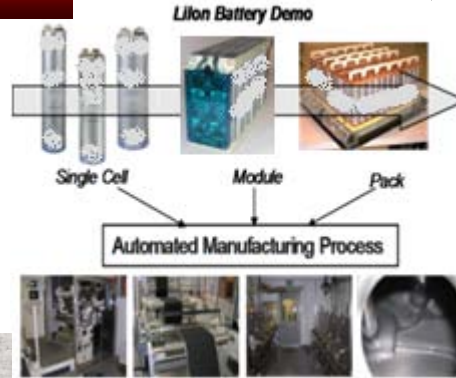 LiIon Battery Demo
Single Cell
Module
Pack
Automated Manufacturing Process